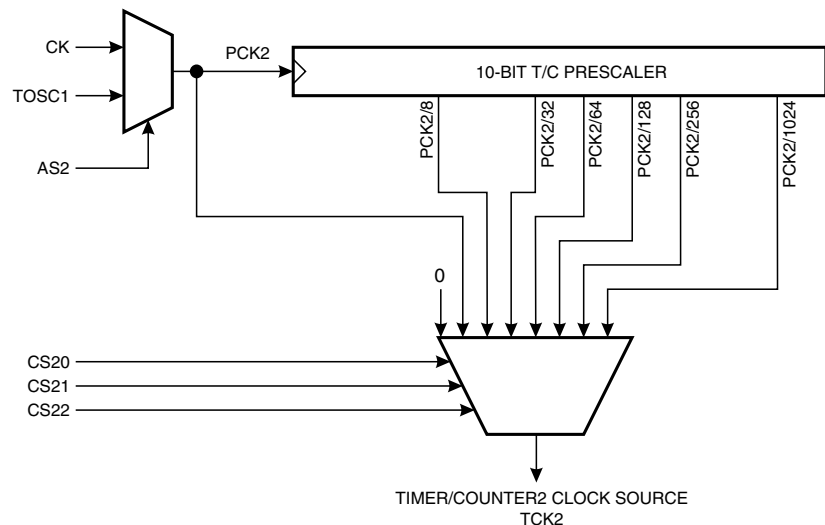 CK
PCK2
10-BIT T/C PRESCALER
TOSC1
AS2
PCK2/8
PCK2/32
PCK2/64
PCK2/128
PCK2/256
PCK2/1024
0
CS20
CS21
CS22
TIMER/COUNTER2 CLOCK SOURCE
TCK2